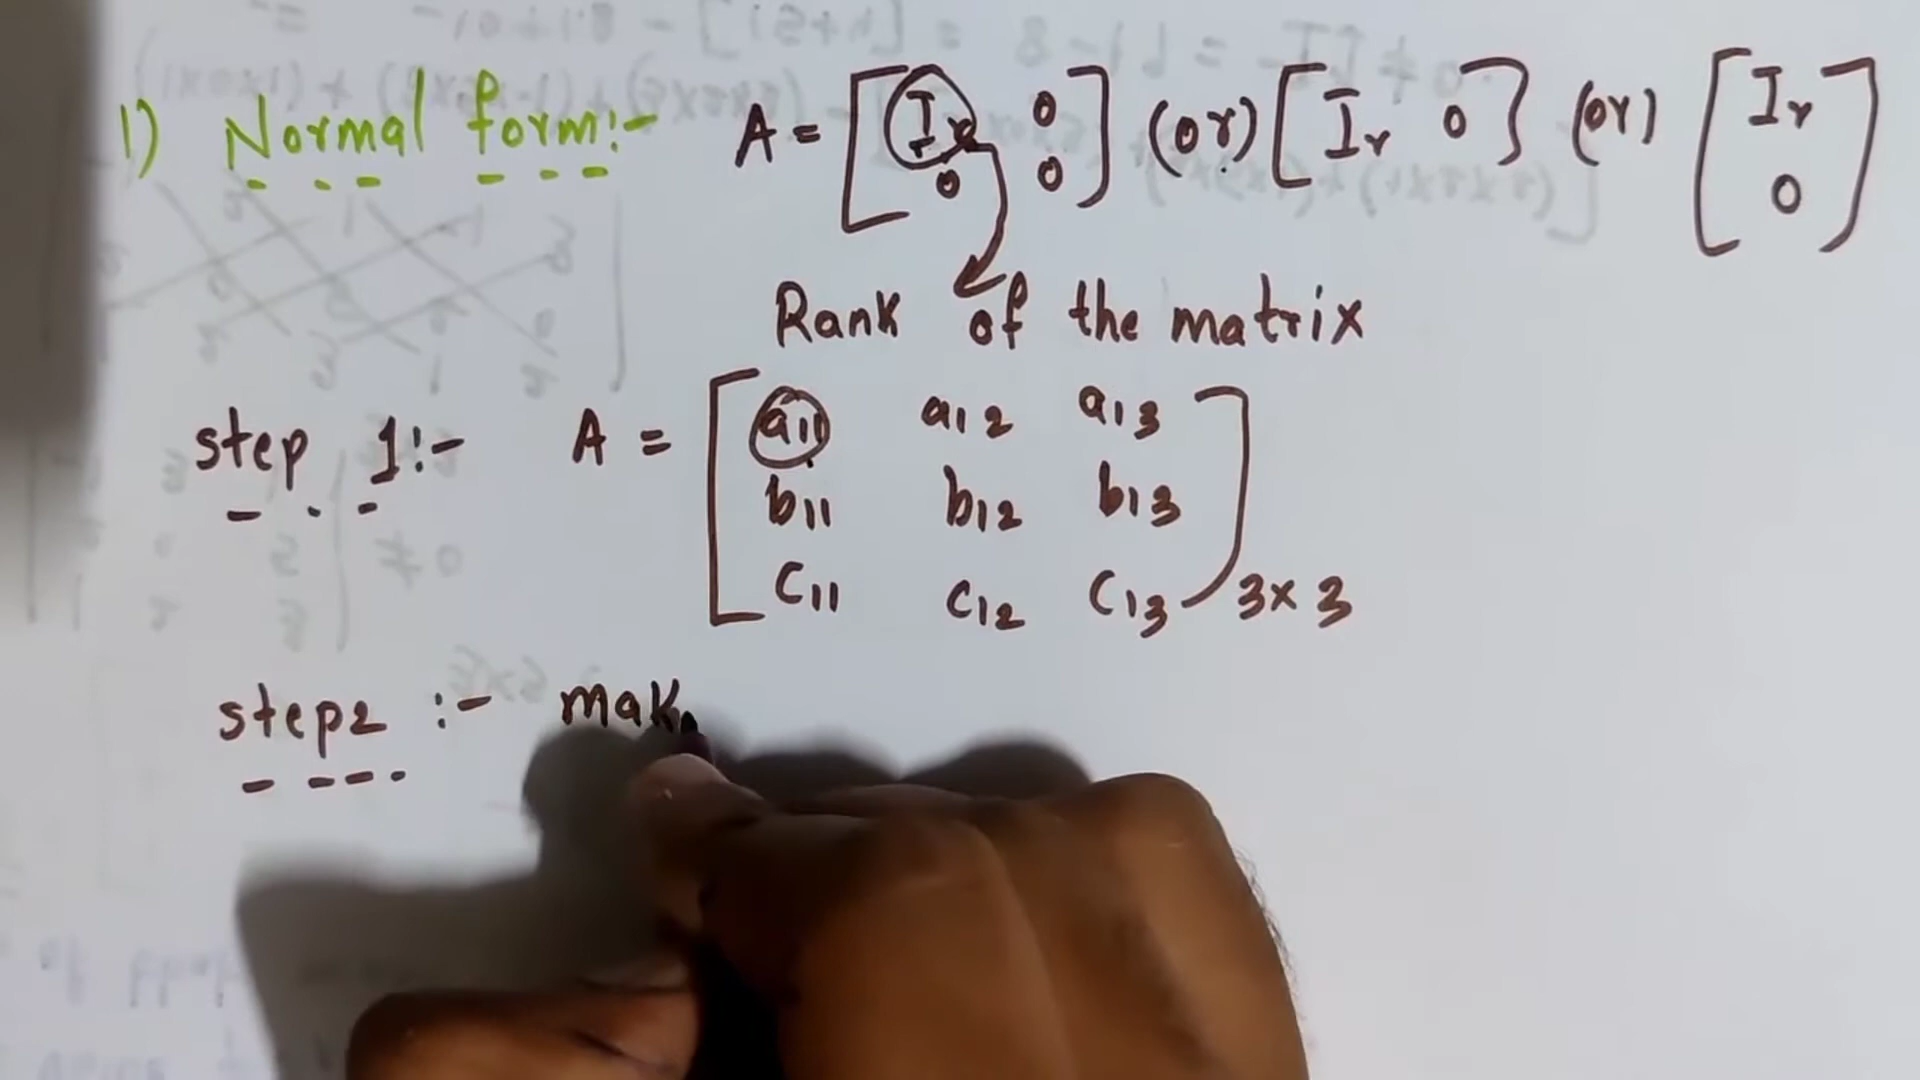 1) Normal form:- A = [Ir 0 0 0] (or) [Ir 0] (or) [Ir 0]
Rank of the matrix
step 1:- A = [a11 a12 a13
b11 b12 b13
c11 c12 c13] 3×3
step2 :- mak